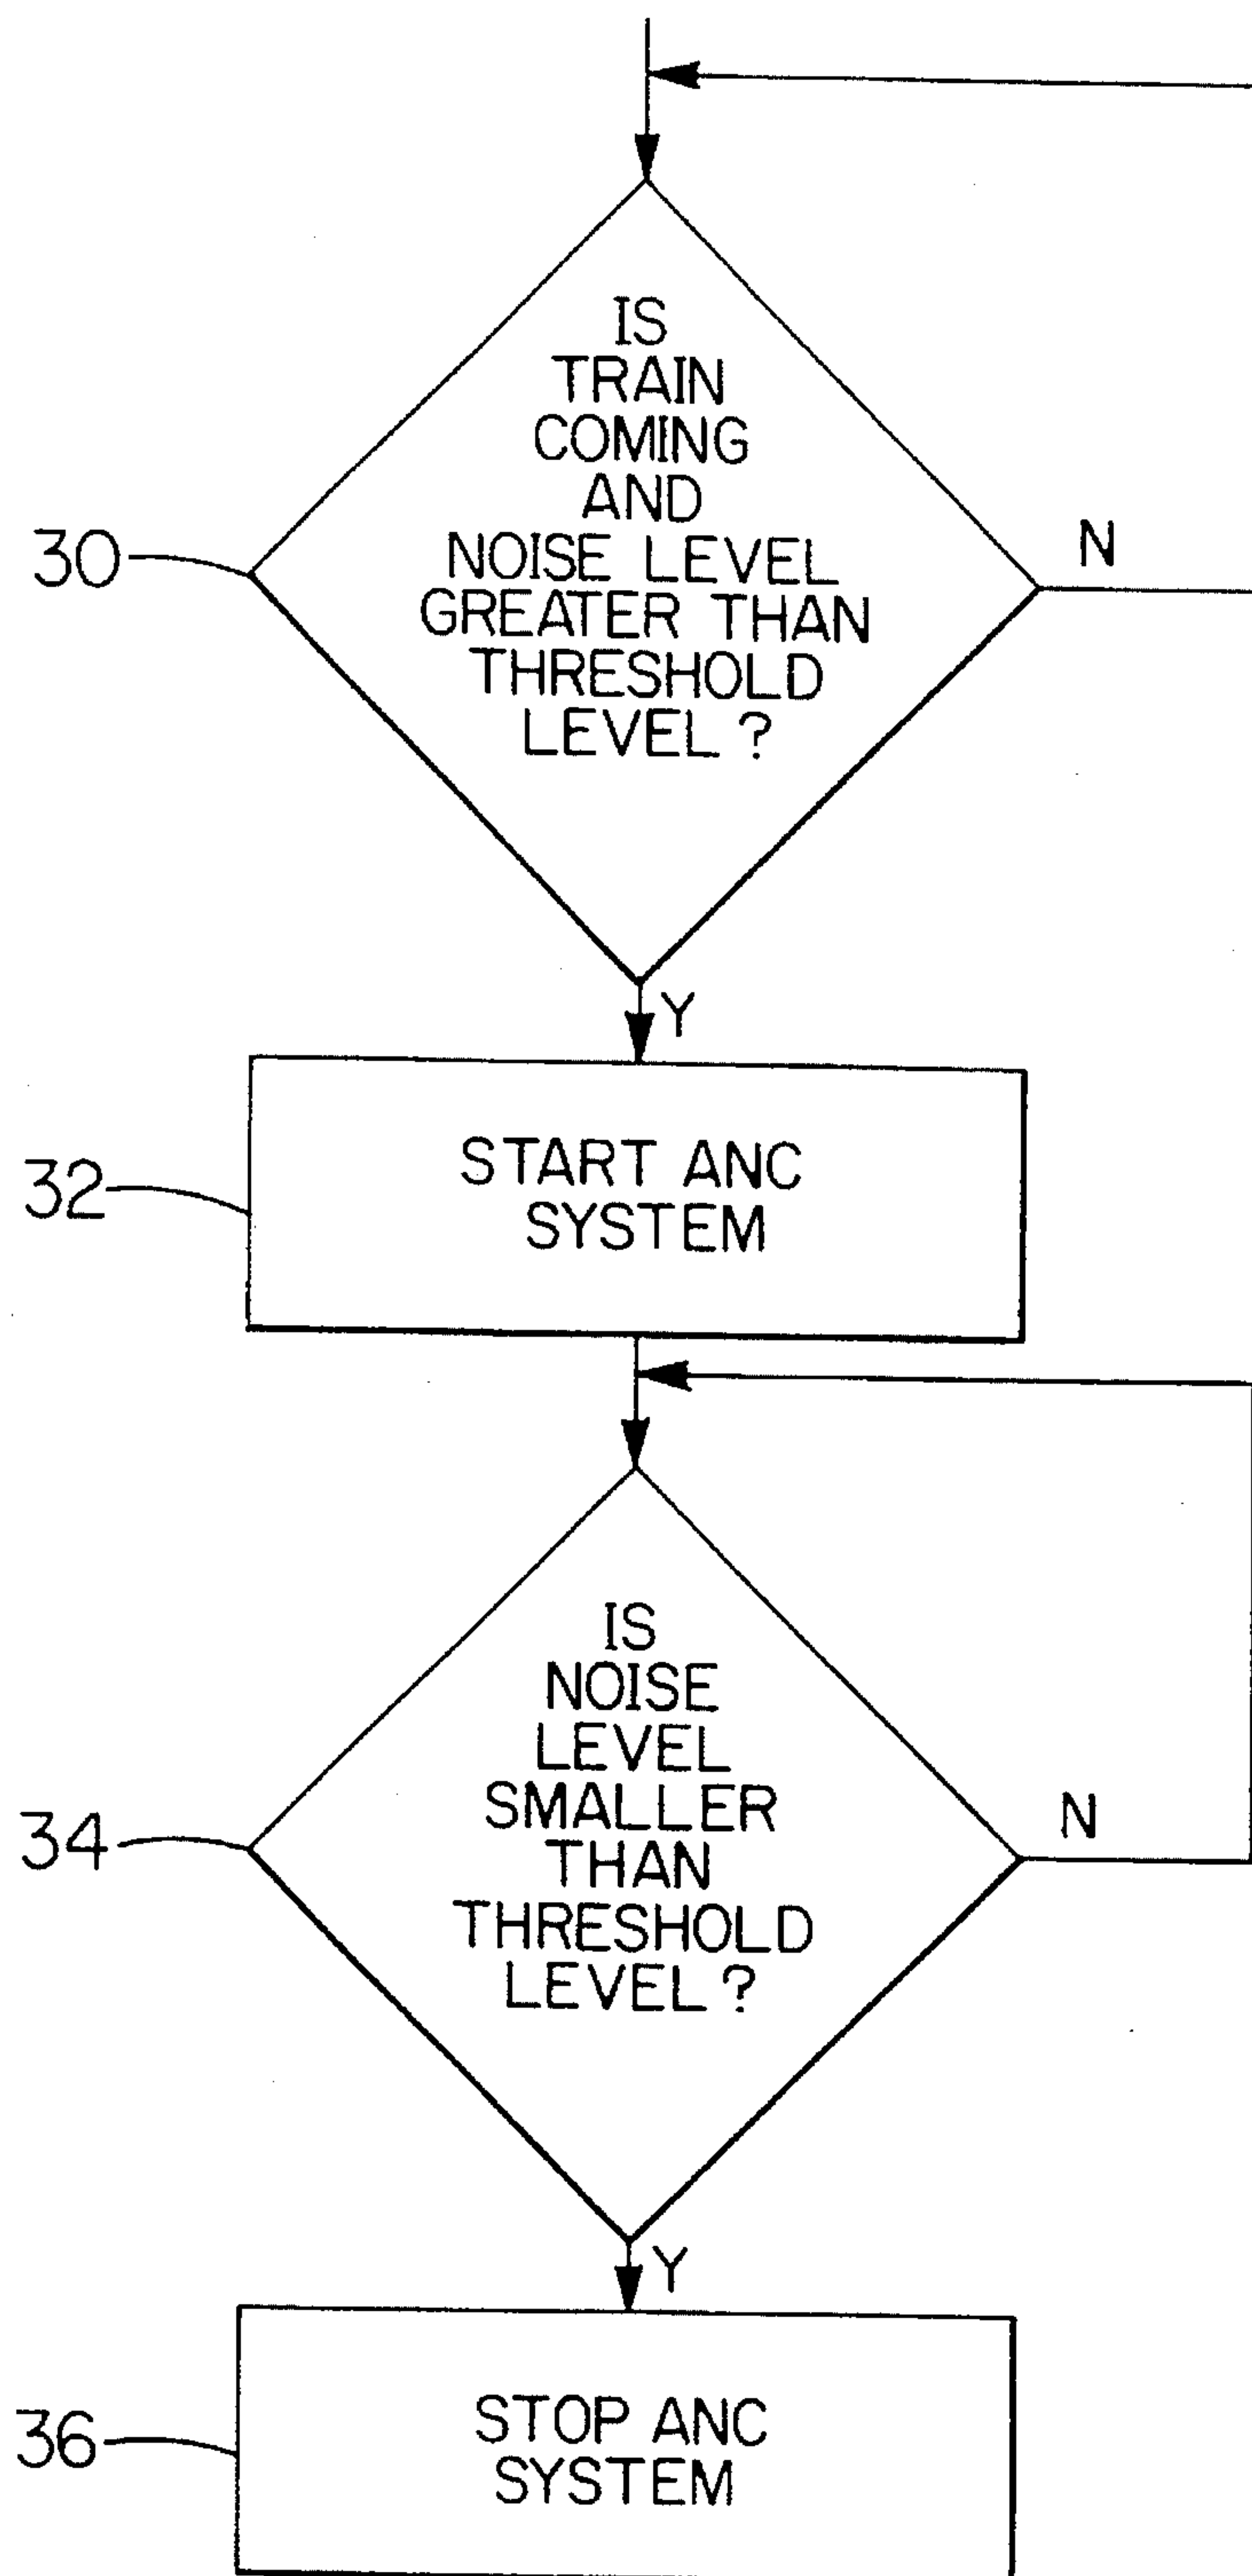 IS
TRAIN
COMING
AND
NOISE LEVEL
GREATER THAN
THRESHOLD
LEVEL ?
30
N
Y
START ANC
SYSTEM
32
IS
NOISE
LEVEL
SMALLER
THAN
THRESHOLD
LEVEL ?
34
N
Y
STOP ANC
SYSTEM
36